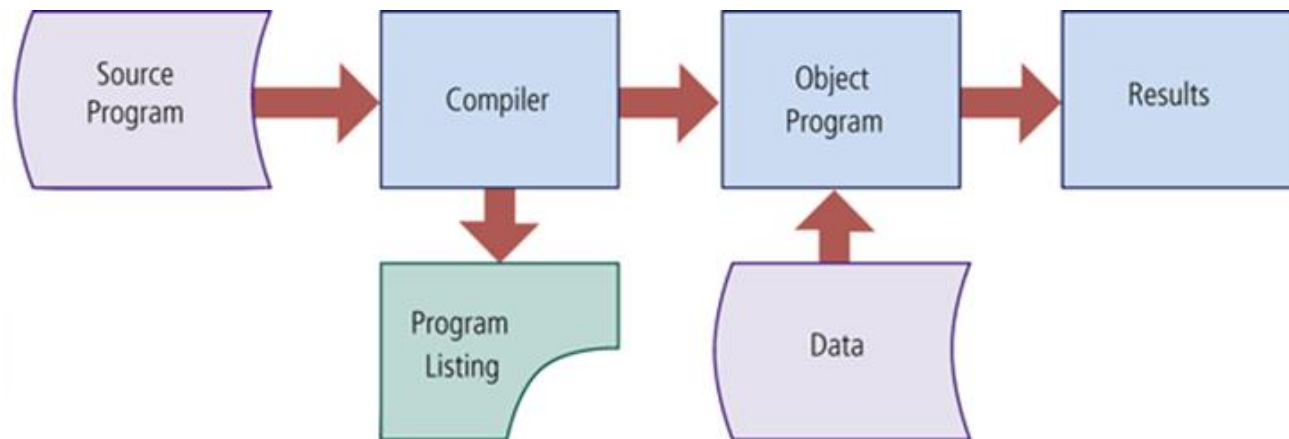 Source
Program
Compiler
Object
Program
Results
Program
Listing
Data